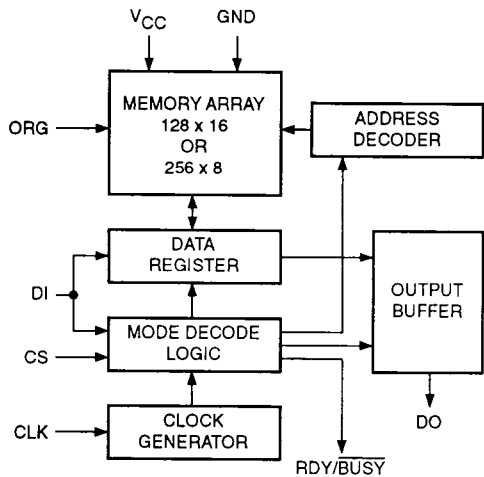 VCC
GND
ORG
MEMORY ARRAY
128 x 16
OR
256 x 8
ADDRESS
DECODER
DATA
REGISTER
DI
OUTPUT
BUFFER
MODE DECODE
LOGIC
CS
CLK
CLOCK
GENERATOR
DO
RDY/BUSY